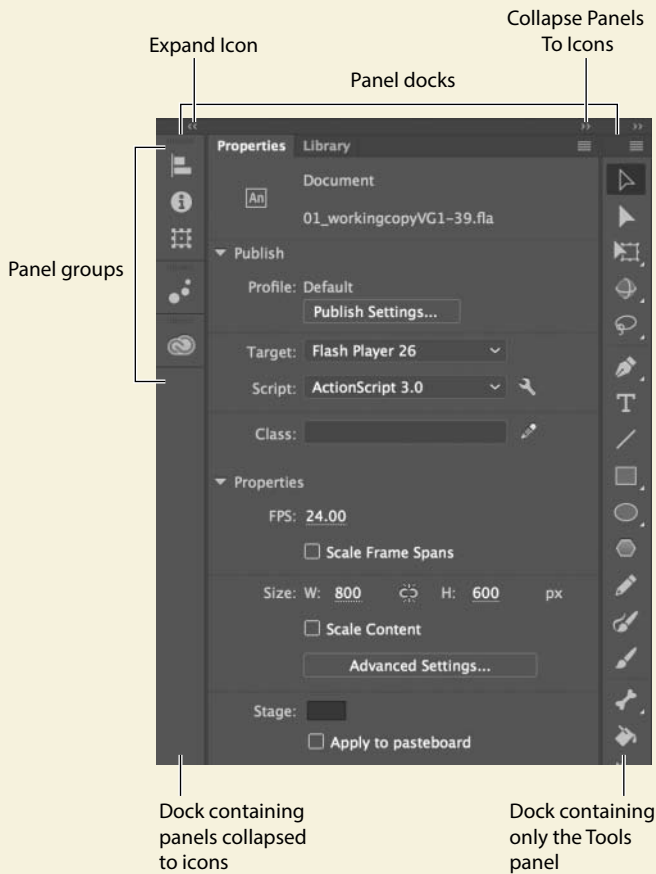 Collapse Panels
To Icons
Expand Icon
Panel docks
Properties Library
Document
An
01_workingcopyVG1-39.fla
Panel groups
Publish
Profile: Default
Publish Settings...
Target: Flash Player 26
Script: ActionScript 3.0
Class:
Properties
FPS: 24.00
Scale Frame Spans
Size: W: 800 H: 600 px
Scale Content
Advanced Settings...
Stage:
Apply to pasteboard
Dock containing
panels collapsed
to icons
Dock containing
only the Tools
panel